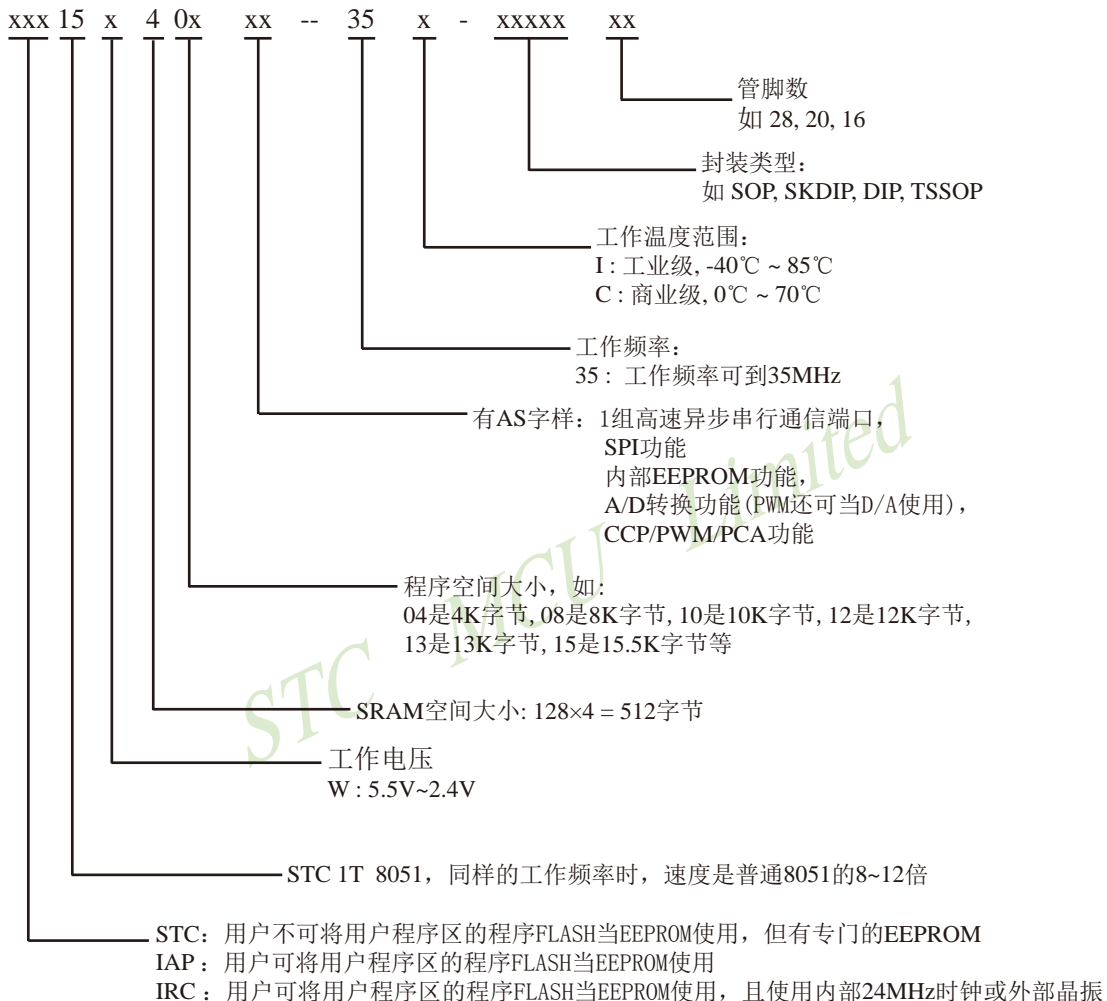 xxx 15 x 4 0x xx -- 35 x - xxxxx xx
管脚数
如 28, 20, 16
封装类型：
如 SOP, SKDIP, DIP, TSSOP
工作温度范围：
I : 工业级, -40℃ ~ 85℃
C : 商业级, 0℃ ~ 70℃
工作频率：
35 : 工作频率可到35MHz
有AS字样：1组高速异步串行通信端口，
SPI功能
内部EEPROM功能，
A/D转换功能(PWM还可当D/A使用)，
CCP/PWM/PCA功能
程序空间大小，如:
04是4K字节, 08是8K字节, 10是10K字节, 12是12K字节,
13是13K字节, 15是15.5K字节等
SRAM空间大小: 128×4 = 512字节
工作电压
W : 5.5V~2.4V
STC 1T 8051，同样的工作频率时，速度是普通8051的8~12倍
STC：用户不可将用户程序区的程序FLASH当EEPROM使用，但有专门的EEPROM
IAP：用户可将用户程序区的程序FLASH当EEPROM使用
IRC：用户可将用户程序区的程序FLASH当EEPROM使用，且使用内部24MHz时钟或外部晶振
STC MCU Limited